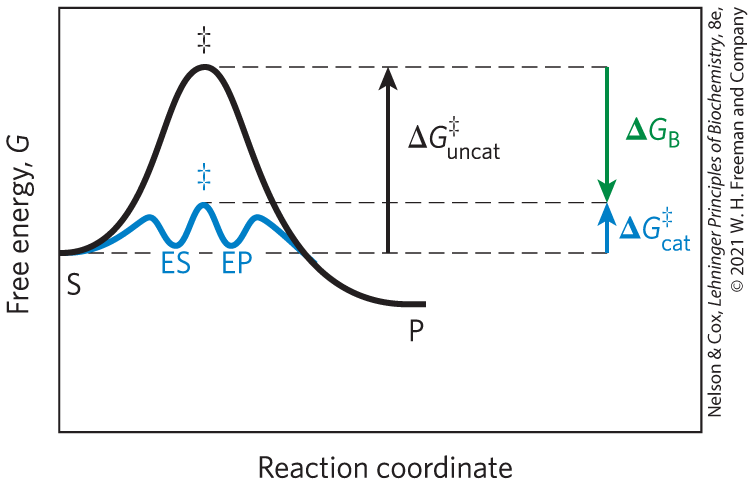 ‡
ΔG‡uncat
ΔGB
‡
ΔG‡cat
ES
EP
S
P
Free energy, G
Reaction coordinate
Nelson & Cox, Lehninger Principles of Biochemistry, 8e,
© 2021 W. H. Freeman and Company